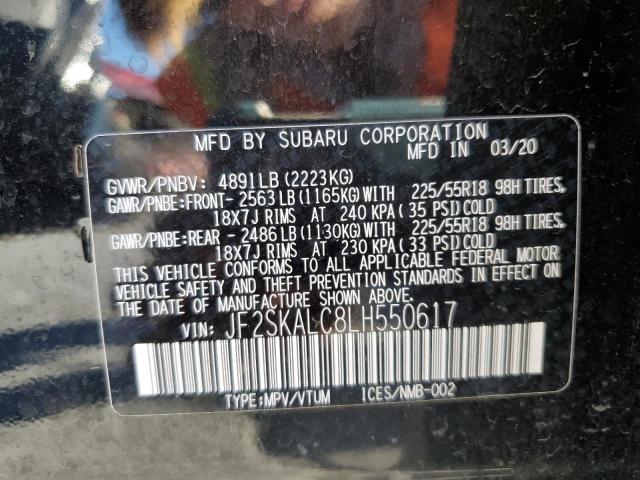 MFD BY SUBARU CORPORATION
MFD IN 03/20
GVWR/PNBV: 4891LB (2223KG)
GAWR/PNBE:FRONT- 2563LB(1165KG)WITH 225/55R18 98H TIRES,
18X7J RIMS AT 240 KPA( 35 PSI)COLD
GAWR/PNBE:REAR - 2486LB(1130KG)WITH 225/55R18 98H TIRES,
18X7J RIMS AT 230 KPA( 33 PSI)COLD
THIS VEHICLE CONFORMS TO ALL APPLICABLE FEDERAL MOTOR
VEHICLE SAFETY AND THEFT PREVENTION STANDARDS IN EFFECT ON
THE DATE OF MANUFACTURE SHOWN ABOVE.
VIN: JF2SKALC8LH550617
TYPE:MPV/VTUM ICES/NMB-002